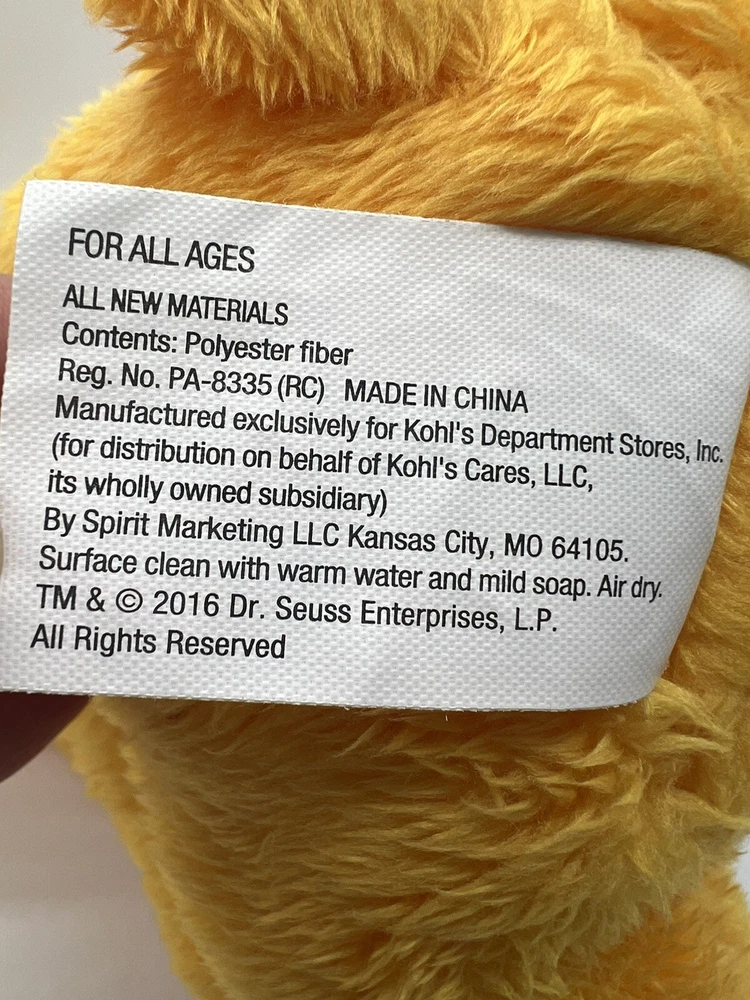 FOR ALL AGES
ALL NEW MATERIALS
Contents: Polyester fiber
Reg. No. PA-8335 (RC) MADE IN CHINA
Manufactured exclusively for Kohl's Department Stores, Inc.
(for distribution on behalf of Kohl's Cares, LLC,
its wholly owned subsidiary)
By Spirit Marketing LLC Kansas City, MO 64105.
Surface clean with warm water and mild soap. Air dry.
TM & © 2016 Dr. Seuss Enterprises, L.P.
All Rights Reserved